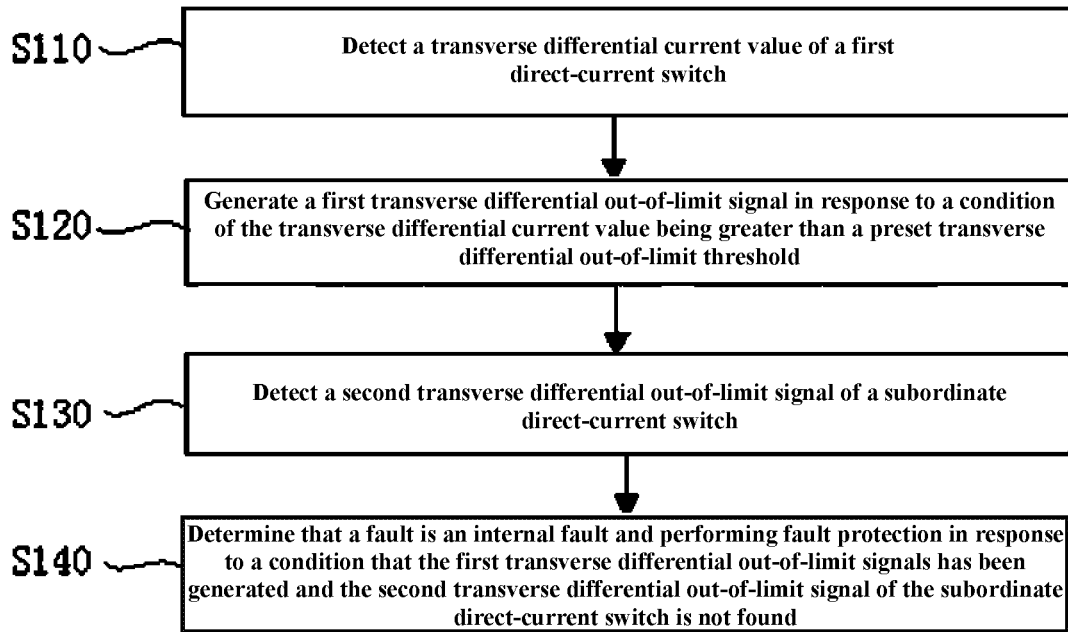 S110
Detect a transverse differential current value of a first
direct-current switch
S120
Generate a first transverse differential out-of-limit signal in response to a condition
of the transverse differential current value being greater than a preset transverse
differential out-of-limit threshold
S130
Detect a second transverse differential out-of-limit signal of a subordinate
direct-current switch
S140
Determine that a fault is an internal fault and performing fault protection in response
to a condition that the first transverse differential out-of-limit signals has been
generated and the second transverse differential out-of-limit signal of the subordinate
direct-current switch is not found